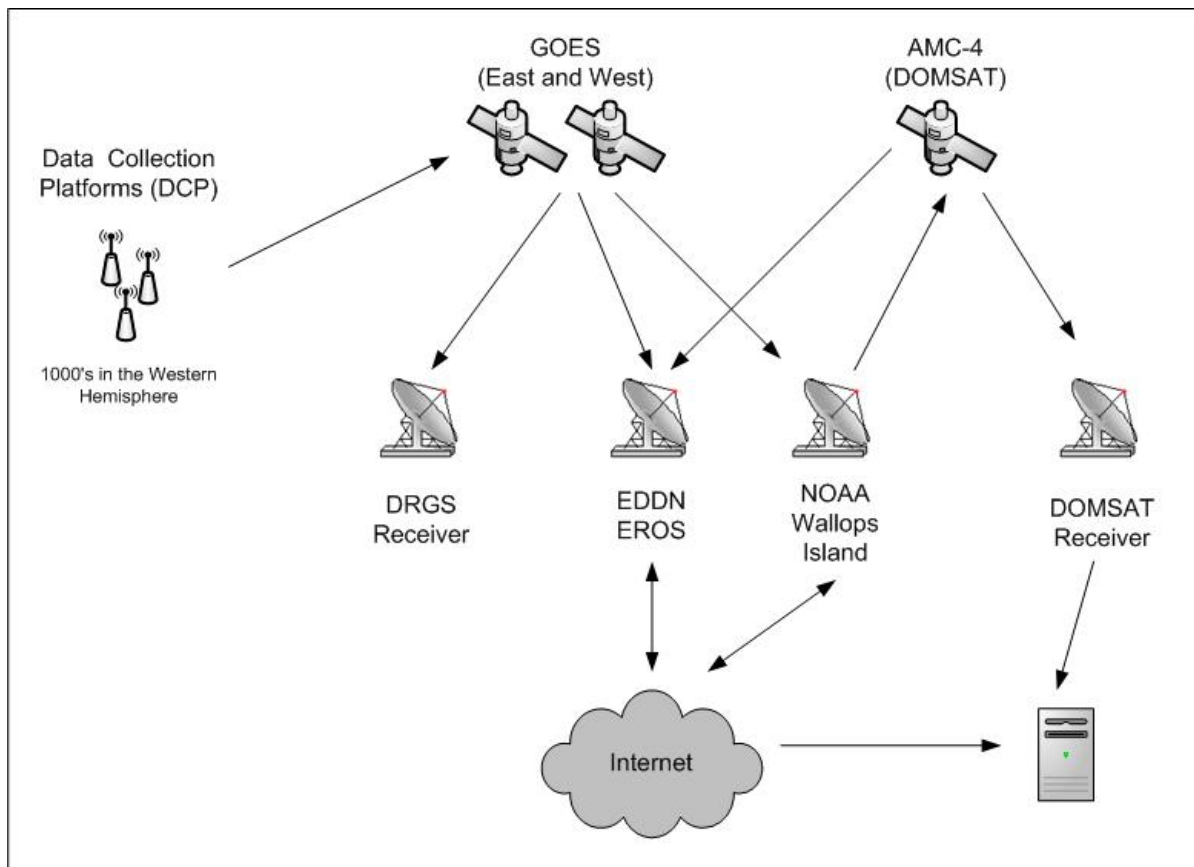 GOES
(East and West)
AMC-4
(DOMSAT)
Data Collection
Platforms (DCP)
1000's in the Western
Hemisphere
DRGS
Receiver
EDDN
EROS
NOAA
Wallops
Island
DOMSAT
Receiver
Internet